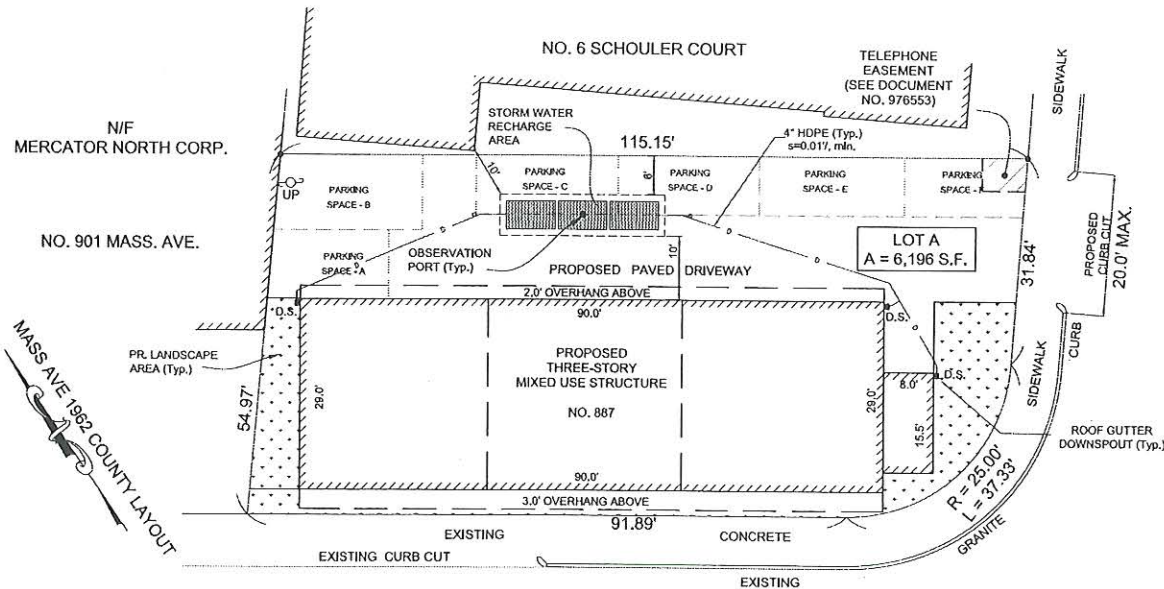 NO. 6 SCHOULER COURT
TELEPHONE
EASEMENT
(SEE DOCUMENT
NO. 976553)
SIDEWALK
N/F
MERCATOR NORTH CORP.
STORM WATER
RECHARGE
AREA
115.15'
4" HDPE (Typ.)
s=0.01'/, min.
UP
PARKING
SPACE - B
10'
PARKING
SPACE - C
PARKING
SPACE - D
PARKING
SPACE - E
PARKING
NO. 901 MASS. AVE.
PARKING
SPACE - A
OBSERVATION
PORT (Typ.)
10'
LOT A
A = 6,196 S.F.
31.84'
PROPOSED
CURB CUT
20.0' MAX.
PROPOSED PAVED DRIVEWAY
2.0' OVERHANG ABOVE
D.S.
90.0'
D.S.
CURB
PR. LANDSCAPE
AREA (Typ.)
PROPOSED
THREE-STORY
MIXED USE STRUCTURE
NO. 887
29.0'
29.0'
54.97'
8.0'
D.S.
15.5'
SIDEWALK
ROOF GUTTER
DOWNSPOUT (Typ.)
MASS AVE 1962 COUNTY LAYOUT
90.0'
3.0' OVERHANG ABOVE
R = 25.00'
L = 37.33'
GRANITE
91.89'
EXISTING CONCRETE
EXISTING CURB CUT
EXISTING